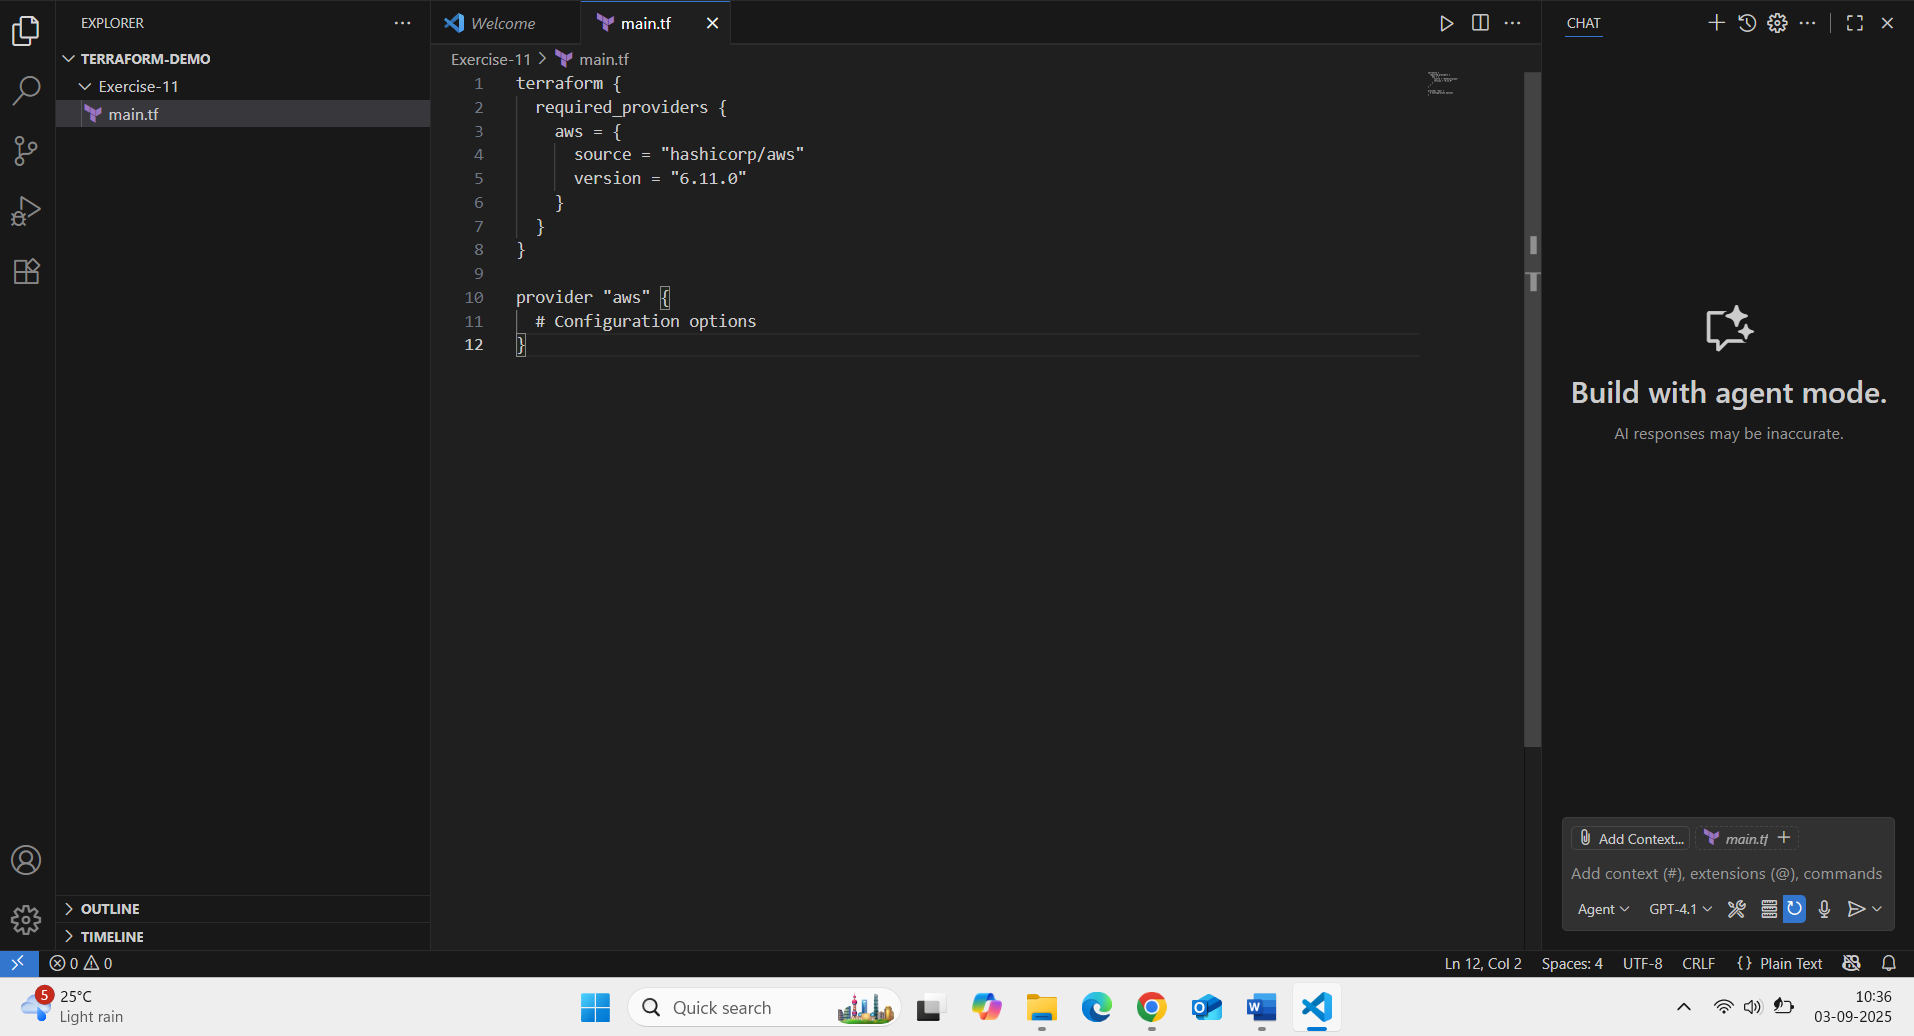 EXPLORER
TERRAFORM-DEMO
Exercise-11
main.tf
OUTLINE
TIMELINE
Welcome
main.tf
Exercise-11 > main.tf
1 terraform {
2   required_providers {
3     aws = {
4       source = "hashicorp/aws"
5       version = "6.11.0"
6     }
7   }
8 }
9
10 provider "aws" {
11   # Configuration options
12 }
CHAT
Build with agent mode.
AI responses may be inaccurate.
Add Context... main.tf +
Add context (#), extensions (@), commands
Agent GPT-4.1
0 0
Ln 12, Col 2 Spaces: 4 UTF-8 CRLF {} Plain Text
5
25°C
Light rain
Quick search
10:36
03-09-2025